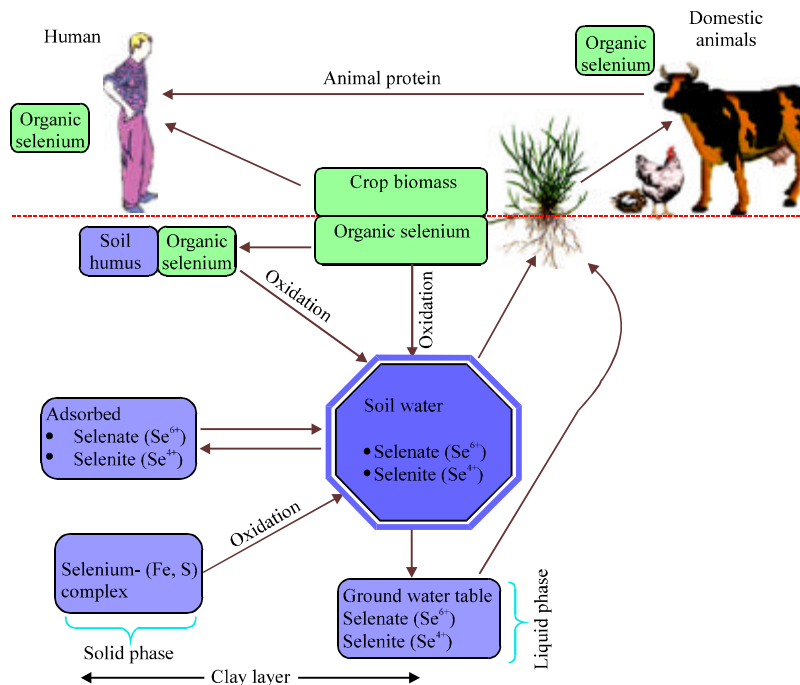 Human
Domestic
animals
Organic
selenium
Animal protein
Organic
selenium
Crop biomass
Organic selenium
Soil
humus
Organic
selenium
Oxidation
Oxidation
Soil water
• Selenate (Se⁶⁺)
• Selenite (Se⁴⁺)
Adsorbed
• Selenate (Se⁶⁺)
• Selenite (Se⁴⁺)
Oxidation
Selenium- (Fe, S)
complex
Ground water table
Selenate (Se⁶⁺)
Selenite (Se⁴⁺)
Liquid phase
Solid phase
Clay layer